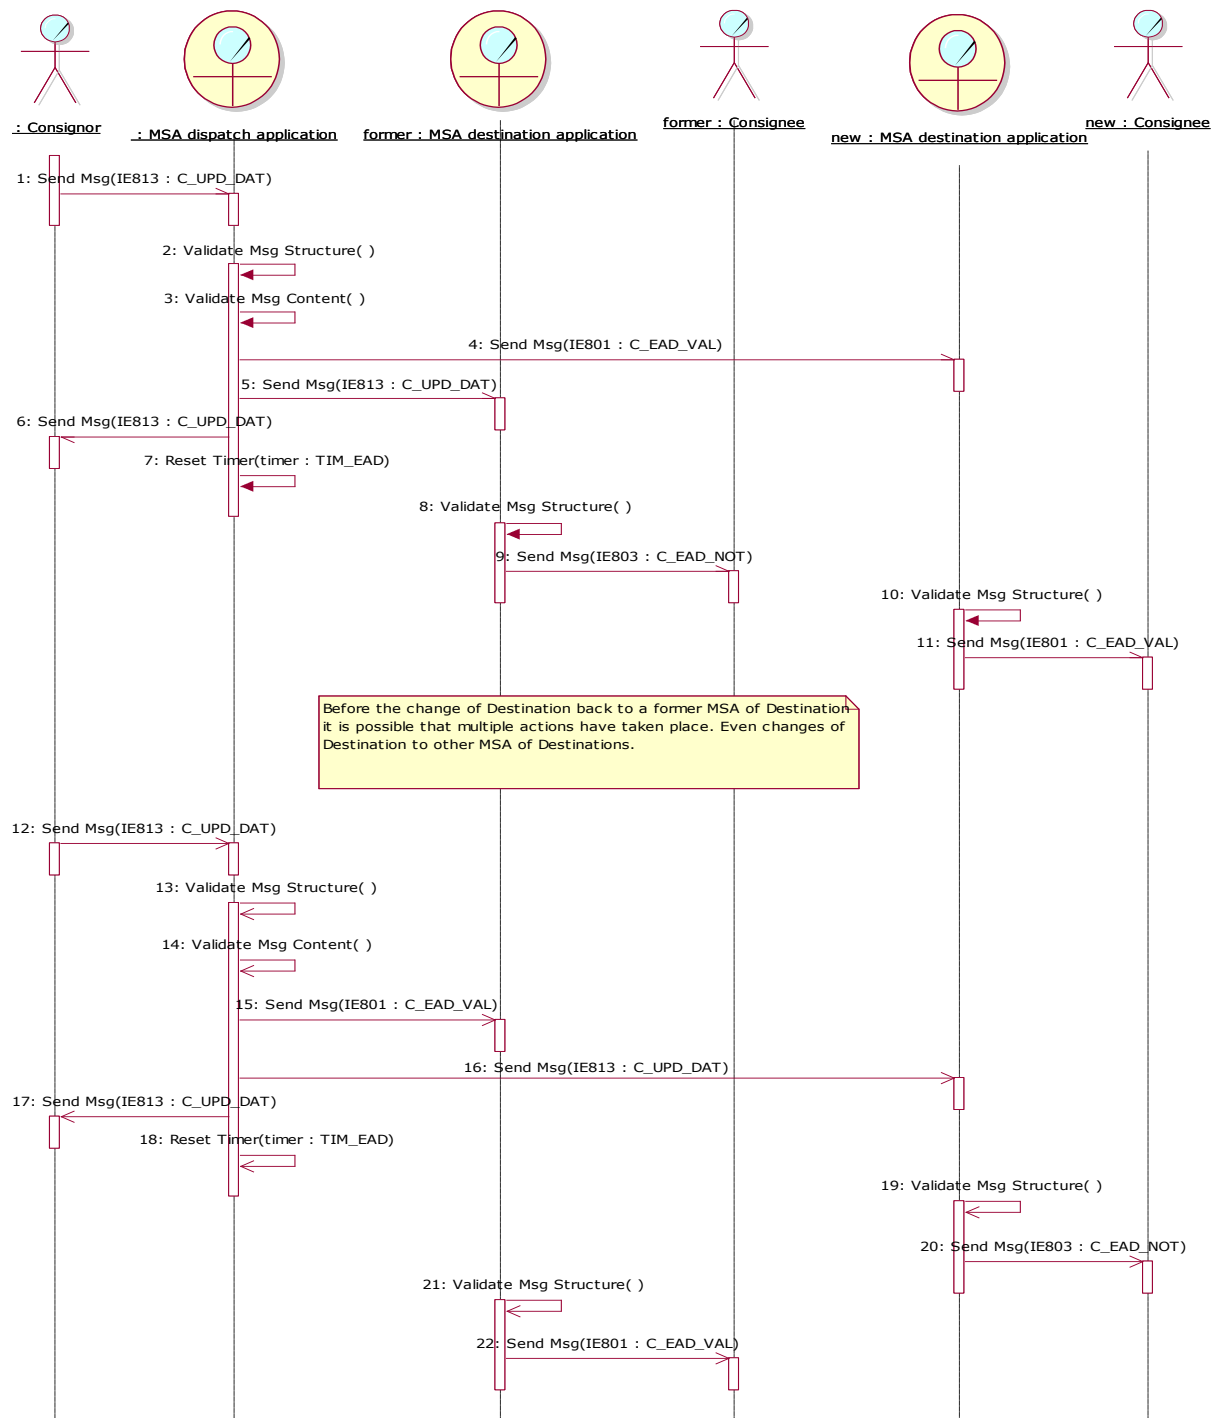 : Consignor
: MSA dispatch application
former : MSA destination application
former : Consignee
new : MSA destination application
new : Consignee
1: Send Msg(IE813 : C_UPD_DAT)
2: Validate Msg Structure( )
3: Validate Msg Content( )
4: Send Msg(IE801 : C_EAD_VAL)
5: Send Msg(IE813 : C_UPD_DAT)
6: Send Msg(IE813 : C_UPD_DAT)
7: Reset Timer(timer : TIM_EAD)
8: Validate Msg Structure( )
9: Send Msg(IE803 : C_EAD_NOT)
10: Validate Msg Structure( )
11: Send Msg(IE801 : C_EAD_VAL)
Before the change of Destination back to a former MSA of Destination
it is possible that multiple actions have taken place. Even changes of
Destination to other MSA of Destinations.
12: Send Msg(IE813 : C_UPD_DAT)
13: Validate Msg Structure( )
14: Validate Msg Content( )
15: Send Msg(IE801 : C_EAD_VAL)
16: Send Msg(IE813 : C_UPD_DAT)
17: Send Msg(IE813 : C_UPD_DAT)
18: Reset Timer(timer : TIM_EAD)
19: Validate Msg Structure( )
20: Send Msg(IE803 : C_EAD_NOT)
21: Validate Msg Structure( )
22: Send Msg(IE801 : C_EAD_VAL)